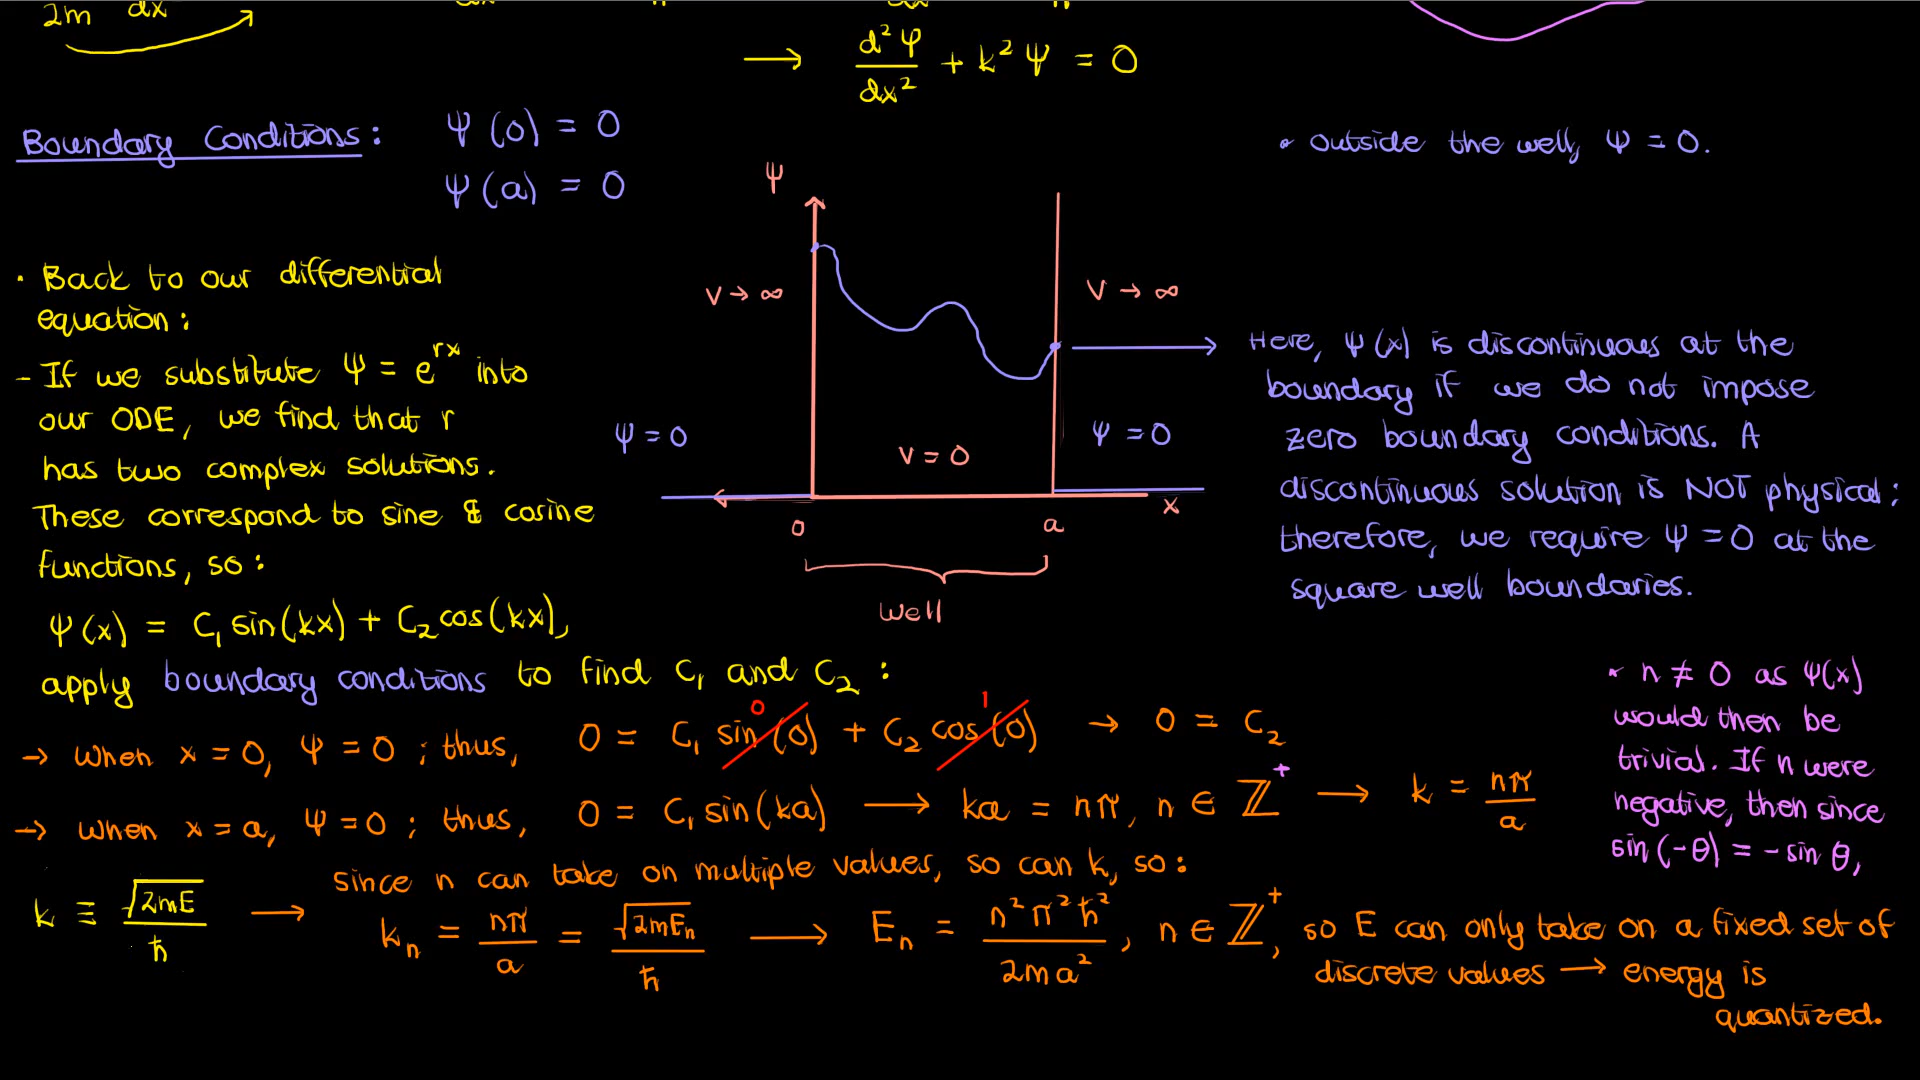 2m dx
→ d²ψ/dx² + k²ψ = 0
Boundary Conditions: ψ(0) = 0
ψ(a) = 0
* outside the well, ψ = 0.
ψ
V → ∞
V → ∞
ψ = 0
V = 0
ψ = 0
0
a
x
well
• Back to our differential
equation:
- If we substitute ψ = e^{rx} into
our ODE, we find that r
has two complex solutions.
These correspond to sine & cosine
functions, so:
ψ(x) = C₁ sin(kx) + C₂ cos(kx),
apply boundary conditions to find C₁ and C₂:
Here, ψ(x) is discontinuous at the
boundary if we do not impose
zero boundary conditions. A
discontinuous solution is NOT physical;
therefore, we require ψ = 0 at the
square well boundaries.
→ when x = 0, ψ = 0; thus, 0 = C₁ sin(0) 0 + C₂ cos(0) 1 → 0 = C₂
→ when x = a, ψ = 0; thus, 0 = C₁ sin(ka) → ka = nπ, n ∈ ℤ⁺ → k = nπ/a
* n ≠ 0 as ψ(x)
would then be
trivial. If n were
negative, then since
sin(-θ) = -sin θ,
since n can take on multiple values, so can k, so:
k ≡ √(2mE)/ħ → kₙ = nπ/a = √(2mEₙ)/ħ → Eₙ = n²π²ħ²/2ma², n ∈ ℤ⁺, so E can only take on a fixed set of
discrete values → energy is
quantized.